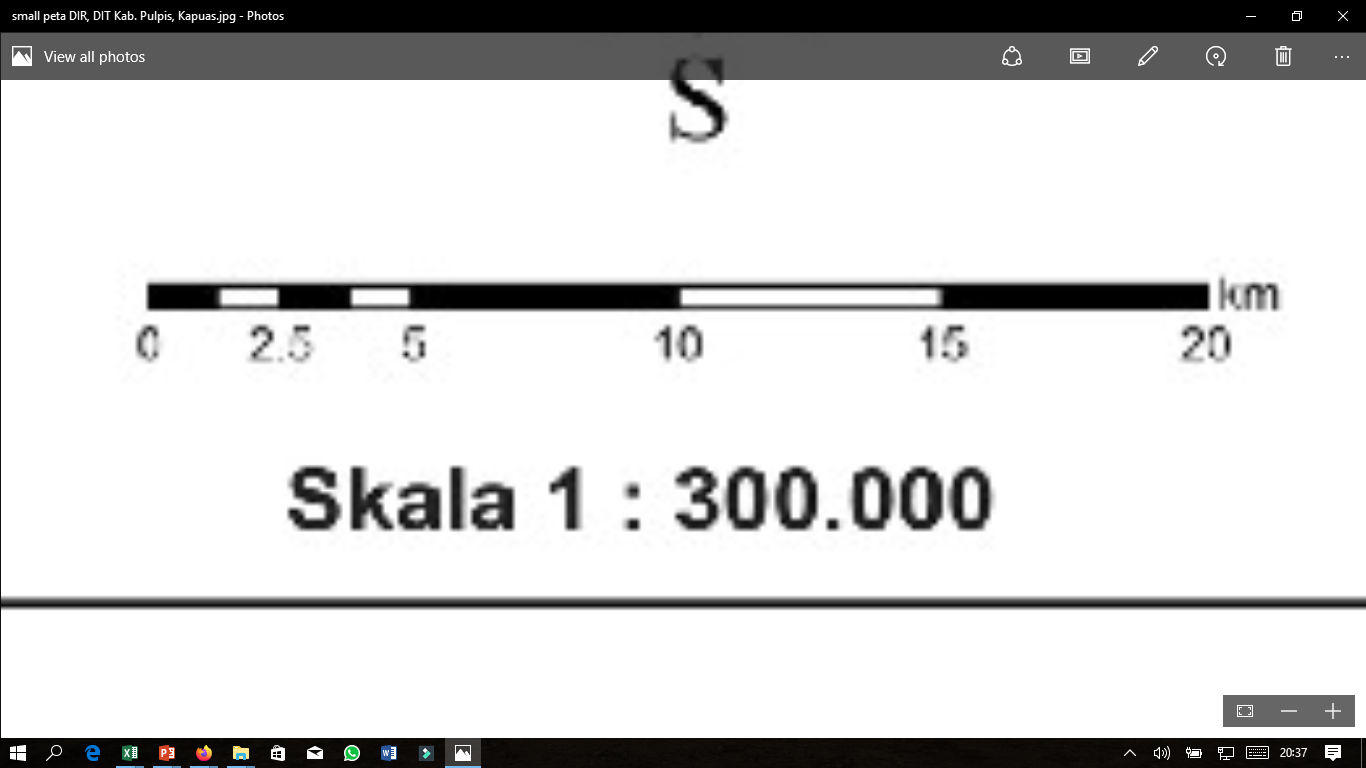 small peta DIR, DIT Kab. Pulpis, Kapuas.jpg - Photos
View all photos
S
km
0 2.5 5 10 15 20
Skala 1 : 300.000
20:37